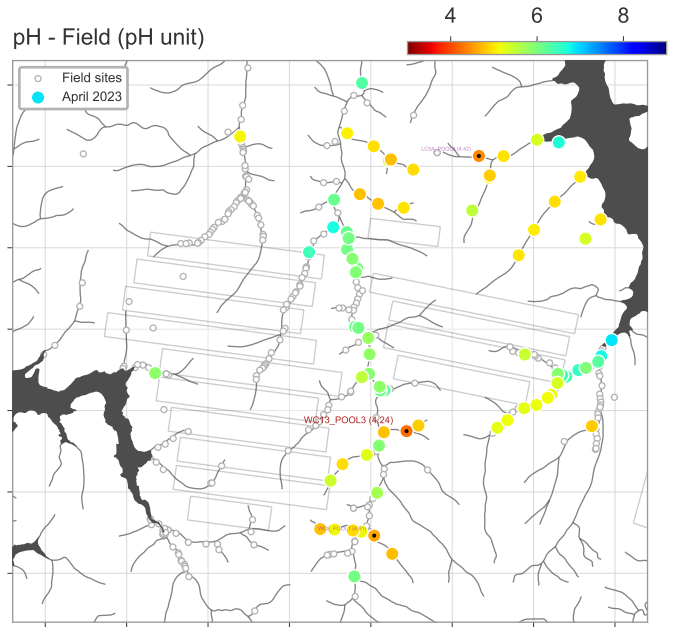 pH - Field (pH unit)
4 6 8
Field sites
April 2023
WC13_POOL3 (4.24)